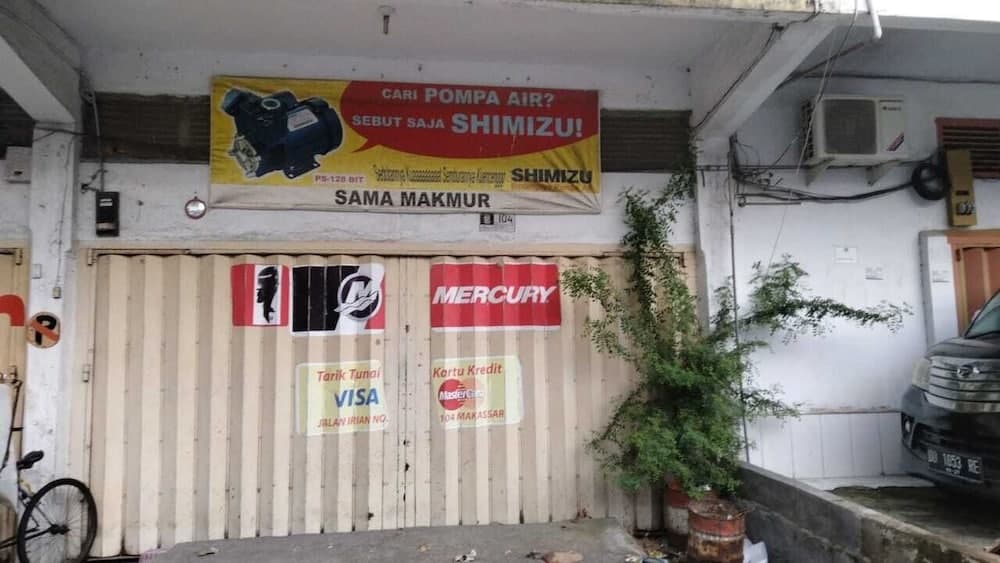 CARI POMPA AIR?
SEBUT SAJA SHIMIZU!
PS-128 BIT
SHIMIZU
SAMA MAKMUR
104
MERCURY
Tarik Tunai
VISA
JALAN IRIAN NO.
Kartu Kredit
MasterCard
104 MAKASSAR
DD 1053 RE